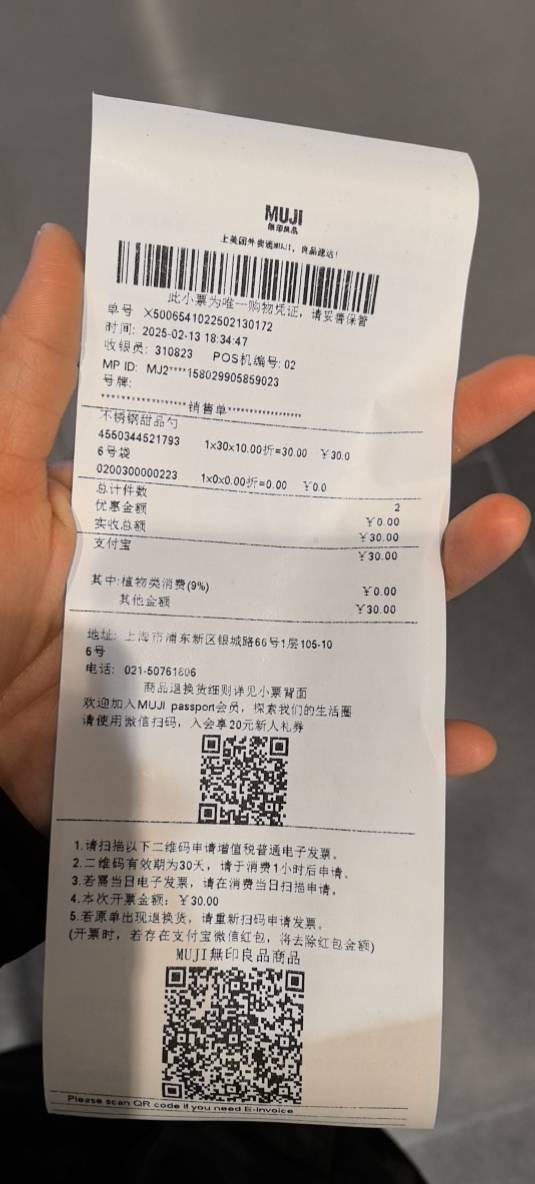 MUJI
無印良品
上美团外卖搜MUJI，良品速达！
此小票为唯一购物凭证，请妥善保管
单号 X5006541022502130172
时间: 2025-02-13 18:34:47
收银员: 310823 POS机编号: 02
MP ID: MJ2****158029905859023
号牌:
******************销售单******************
不锈钢甜品勺
4550344521793 1x30x10.00折=30.00 ￥30.0
6号袋
0200300000223 1x0x0.00折=0.00 ￥0.0
总计件数 2
优惠金额 ￥0.00
实收总额 ￥30.00
支付宝 ￥30.00
其中:植物类消费(9%) ￥0.00
其他金额 ￥30.00
地址: 上海市浦东新区银城路66号1层105-10
6号
电话: 021-50761606
商品退换货细则详见小票背面
欢迎加入MUJI passport会员，探索我们的生活圈
请使用微信扫码，入会享20元新人礼券
1.请扫描以下二维码申请增值税普通电子发票。
2.二维码有效期为30天，请于消费1小时后申请。
3.若需当日电子发票，请在消费当日扫描申请。
4.本次开票金额: ￥30.00
5.若原单出现退换货，请重新扫码申请发票。
(开票时，若存在支付宝微信红包，将去除红包金额)
MUJI無印良品商品
Please scan QR code if you need E-Invoice